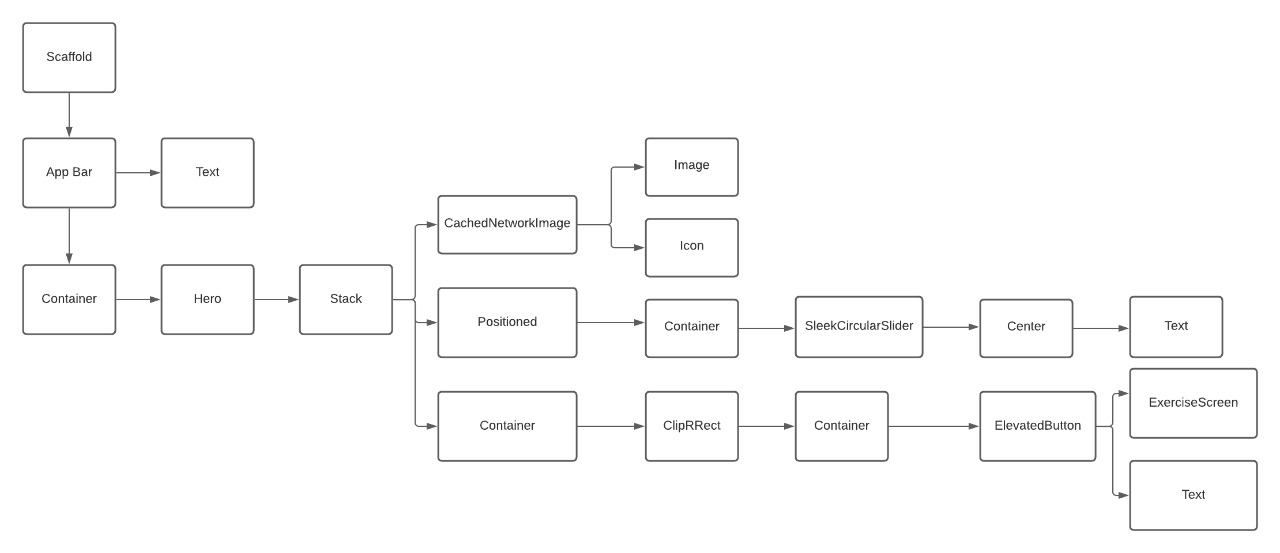 Scaffold
App Bar
Text
Image
CachedNetworkImage
Icon
Container
Hero
Stack
Positioned
Container
SleekCircularSlider
Center
Text
Container
ClipRRect
Container
ElevatedButton
ExerciseScreen
Text